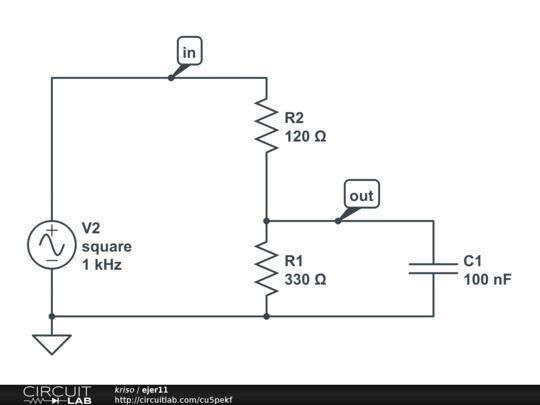 in
R2
120 Ω
out
V2
square
1 kHz
R1
330 Ω
C1
100 nF
CIRCUIT
LAB
kriso / ejer11
http://circuitlab.com/cu5pekf